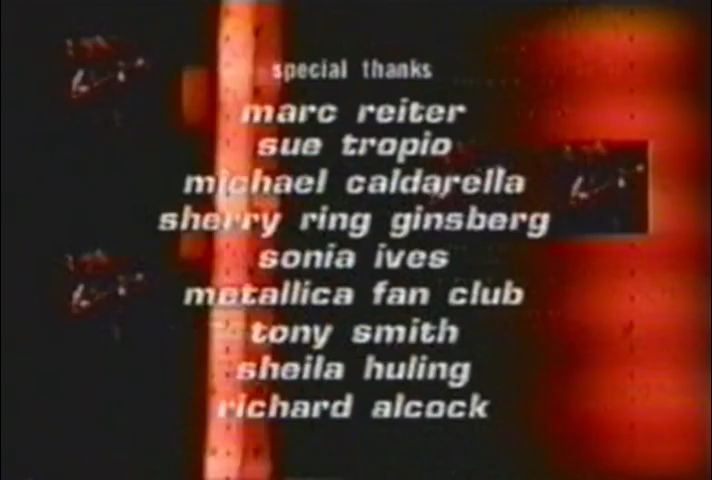 special thanks
marc reiter
sue tropio
michael caldarella
sherry ring ginsberg
sonia ives
metallica fan club
tony smith
sheila huling
richard alcock